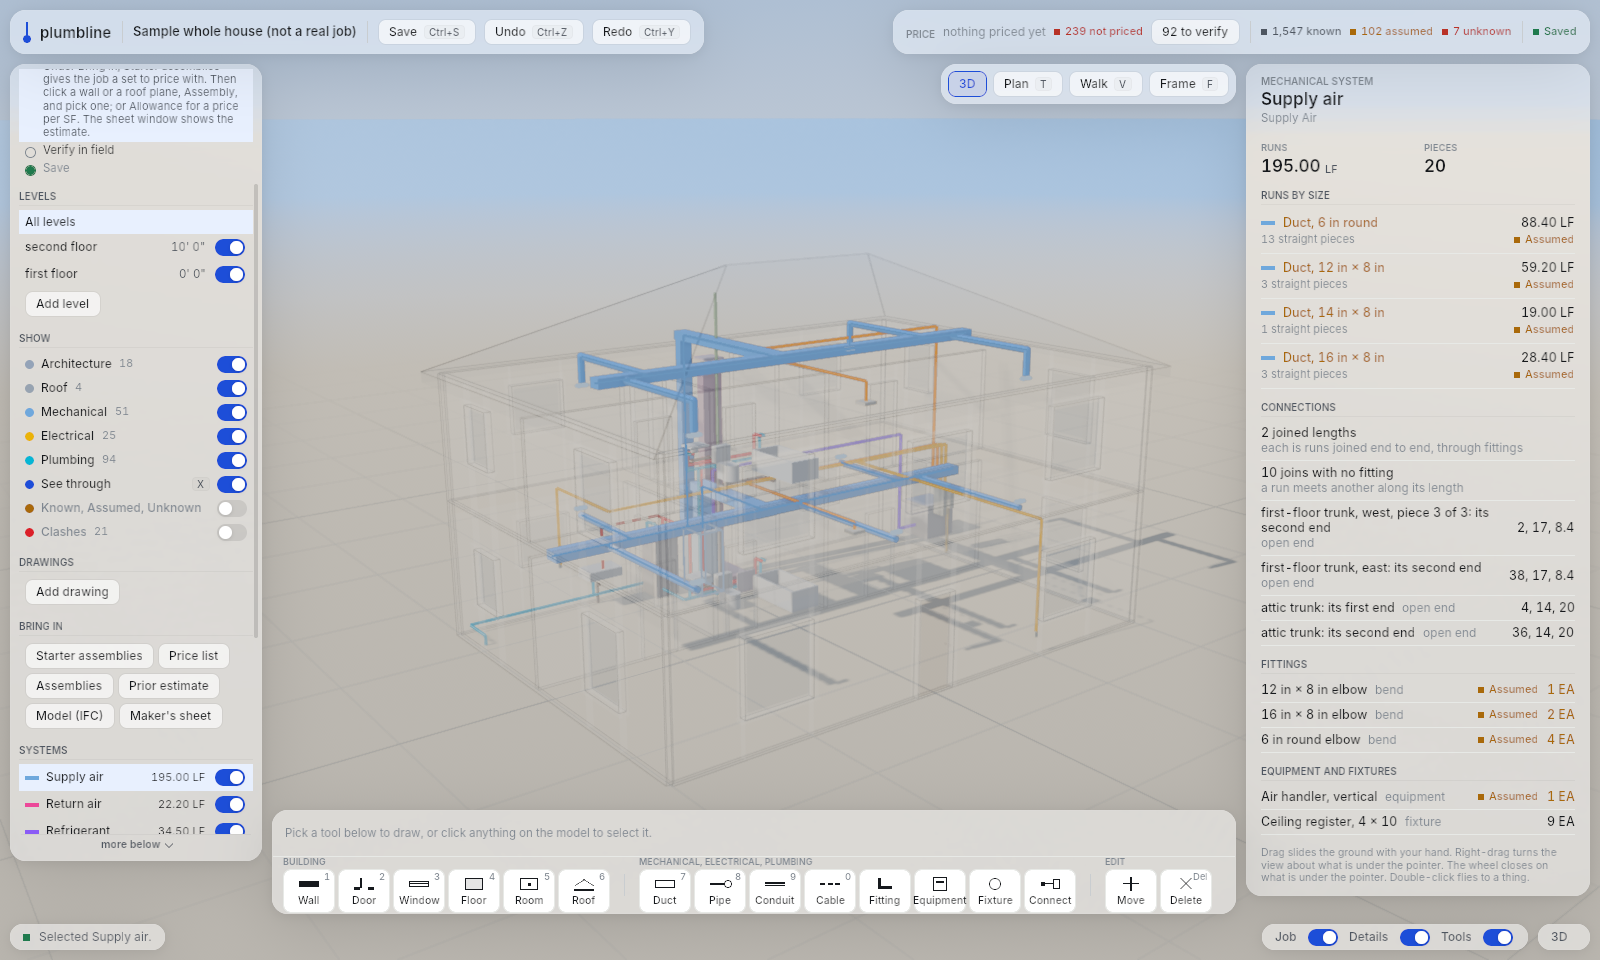 plumbline
Sample whole house (not a real job)
Save Ctrl+S
Undo Ctrl+Z
Redo Ctrl+Y
PRICE nothing priced yet
239 not priced
92 to verify
1,547 known
102 assumed
7 unknown
Saved
gives the job a set to price with. Then
click a wall or a roof plane, Assembly,
and pick one; or Allowance for a price
per SF. The sheet window shows the
estimate.
Verify in field
Save
LEVELS
All levels
second floor 10' 0"
first floor 0' 0"
Add level
SHOW
Architecture 18
Roof 4
Mechanical 51
Electrical 25
Plumbing 94
See through X
Known, Assumed, Unknown
Clashes 21
DRAWINGS
Add drawing
BRING IN
Starter assemblies
Price list
Assemblies
Prior estimate
Model (IFC)
Maker's sheet
SYSTEMS
Supply air 195.00 LF
Return air 22.20 LF
Refrigerant 34.50 LF
more below
3D
Plan T
Walk V
Frame F
MECHANICAL SYSTEM
Supply air
Supply Air
RUNS
195.00 LF
PIECES
20
RUNS BY SIZE
Duct, 6 in round 88.40 LF
13 straight pieces Assumed
Duct, 12 in × 8 in 59.20 LF
3 straight pieces Assumed
Duct, 14 in × 8 in 19.00 LF
1 straight pieces Assumed
Duct, 16 in × 8 in 28.40 LF
3 straight pieces Assumed
CONNECTIONS
2 joined lengths
each is runs joined end to end, through fittings
10 joins with no fitting
a run meets another along its length
first-floor trunk, west, piece 3 of 3: its
second end 2, 17, 8.4
open end
first-floor trunk, east: its second end 38, 17, 8.4
open end
attic trunk: its first end open end 4, 14, 20
attic trunk: its second end open end 36, 14, 20
FITTINGS
12 in × 8 in elbow bend Assumed 1 EA
16 in × 8 in elbow bend Assumed 2 EA
6 in round elbow bend Assumed 4 EA
EQUIPMENT AND FIXTURES
Air handler, vertical equipment Assumed 1 EA
Ceiling register, 4 × 10 fixture 9 EA
Drag slides the ground with your hand. Right-drag turns the
view about what is under the pointer. The wheel closes on
what is under the pointer. Double-click flies to a thing.
Pick a tool below to draw, or click anything on the model to select it.
BUILDING
Wall 1
Door 2
Window 3
Floor 4
Room 5
Roof 6
MECHANICAL, ELECTRICAL, PLUMBING
Duct 7
Pipe 8
Conduit 9
Cable 0
Fitting
Equipment
Fixture
Connect
EDIT
Move
Delete Del
Selected Supply air.
Job
Details
Tools
3D